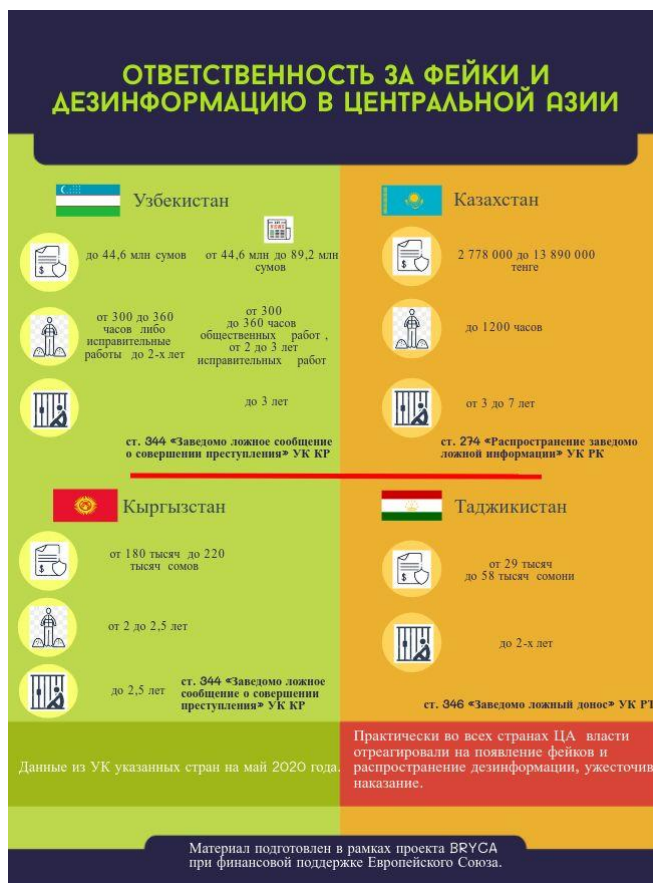 ОТВЕТСТВЕННОСТЬ ЗА ФЕЙКИ И
ДЕЗИНФОРМАЦИЮ В ЦЕНТРАЛЬНОЙ АЗИИ
Узбекистан
до 44,6 млн сумов
от 44,6 млн до 89,2 млн
сумов
от 300 до 360
часов либо
исправительные
работы до 2-х лет
от 300
до 360 часов
общественных работ ,
от 2 до 3 лет
исправительных работ
до 3 лет
ст. 344 «Заведомо ложное сообщение
о совершении преступления» УК КР
Казахстан
2 778 000 до 13 890 000
тенге
до 1200 часов
от 3 до 7 лет
ст. 274 «Распространение заведомо
ложной информации» УК РК
Кыргызстан
от 180 тысяч до 220
тысяч сомов
от 2 до 2,5 лет
до 2,5 лет
ст. 344 «Заведомо ложное
сообщение о совершении
преступления» УК КР
Таджикистан
от 29 тысяч
до 58 тысяч сомони
до 2-х лет
ст. 346 «Заведомо ложный донос» УК РТ
Данные из УК указанных стран на май 2020 года.
Практически во всех странах ЦА власти
отреагировали на появление фейков и
распространение дезинформации, ужесточив
наказание.
Материал подготовлен в рамках проекта BRYCA
при финансовой поддержке Европейского Союза.